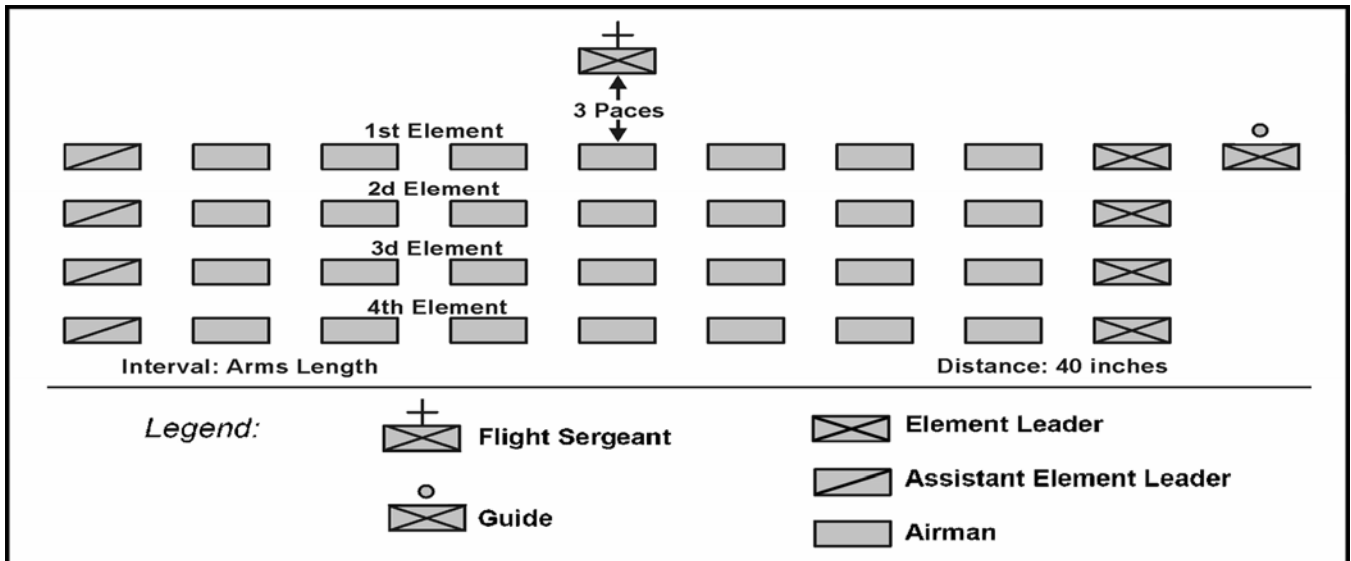 3 Paces
1st Element
2d Element
3d Element
4th Element
Interval: Arms Length
Distance: 40 inches
Legend:
Flight Sergeant
Guide
Element Leader
Assistant Element Leader
Airman